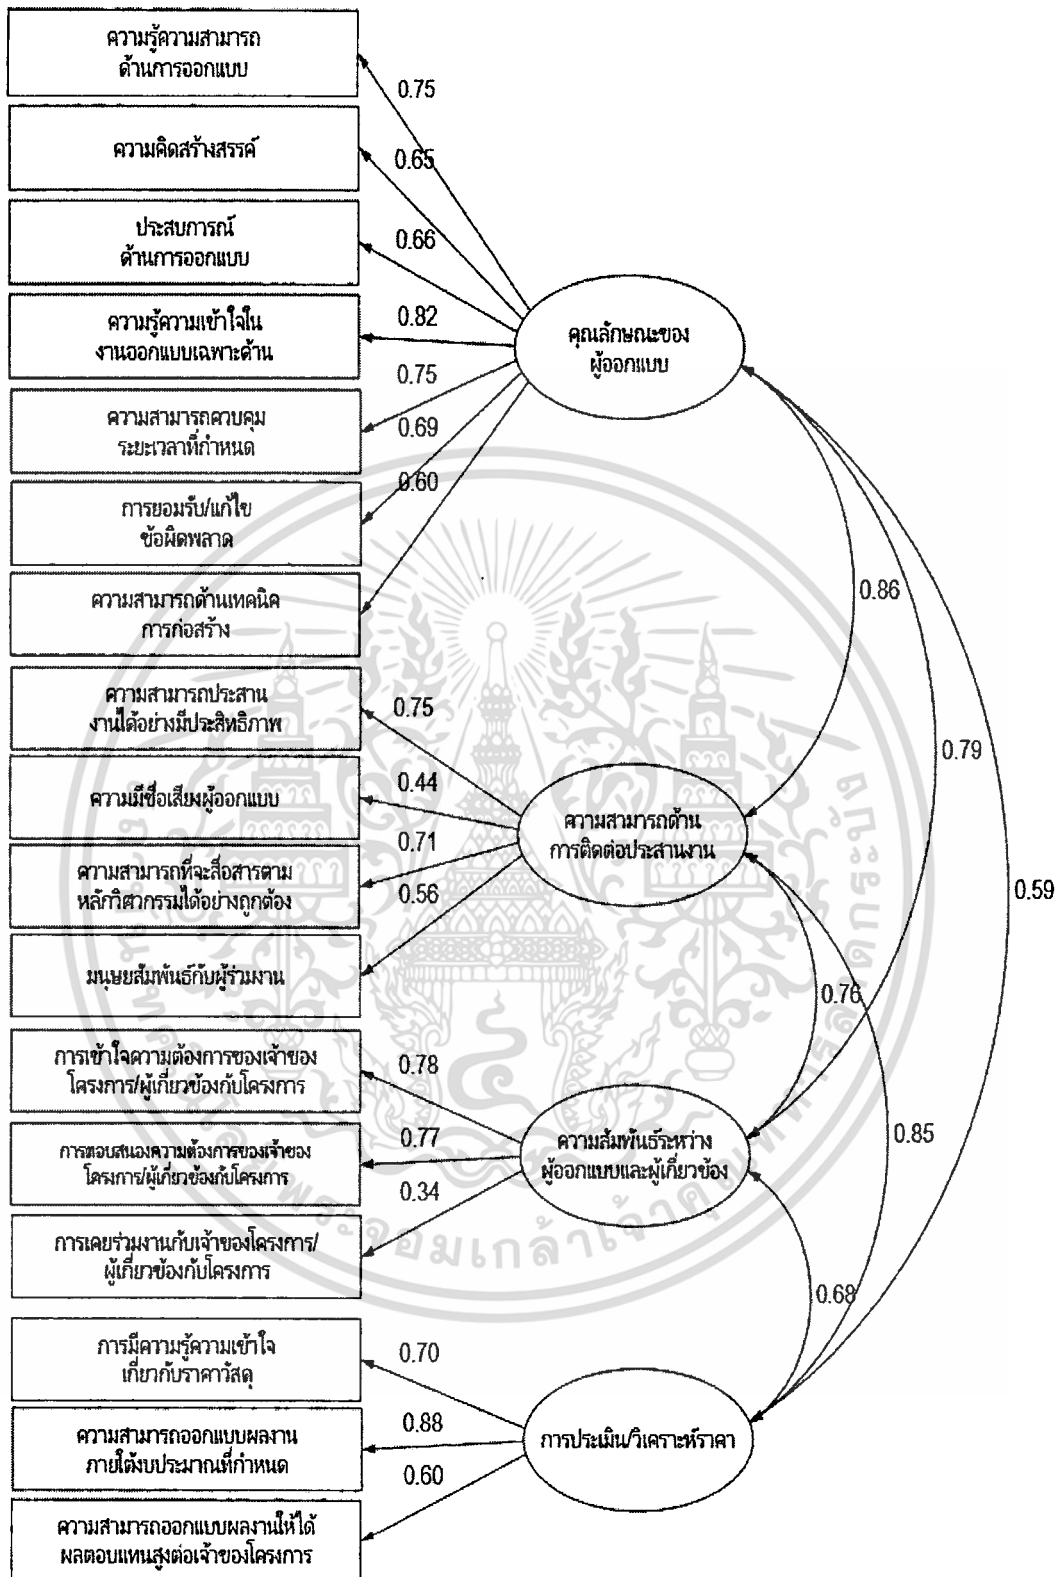 ความรู้ความสามารถ
ด้านการออกแบบ
0.75
ความคิดสร้างสรรค์
0.65
ประสบการณ์
ด้านการออกแบบ
0.66
ความรู้ความเข้าใจใน
งานออกแบบเฉพาะด้าน
0.82
คุณลักษณะของ
ผู้ออกแบบ
0.75
ความสามารถควบคุม
ระยะเวลาที่กำหนด
0.69
การยอมรับ/แก้ไข
ข้อผิดพลาด
0.60
ความสามารถด้านเทคนิค
การก่อสร้าง
0.86
ความสามารถประสาน
งานได้อย่างมีประสิทธิภาพ
0.75
0.79
ความมีชื่อเสียงผู้ออกแบบ
0.44
ความสามารถด้าน
การติดต่อประสานงาน
0.71
ความสามารถที่จะสื่อสารตาม
หลักวิศวกรรมได้อย่างถูกต้อง
0.56
0.59
มนุษยสัมพันธ์กับผู้ร่วมงาน
0.76
การเข้าใจความต้องการของเจ้าของ
โครงการ/ผู้เกี่ยวข้องกับโครงการ
0.78
การตอบสนองความต้องการของเจ้าของ
โครงการ/ผู้เกี่ยวข้องกับโครงการ
0.77
ความสัมพันธ์ระหว่าง
ผู้ออกแบบและผู้เกี่ยวข้อง
0.85
0.34
การเคยร่วมงานกับเจ้าของโครงการ/
ผู้เกี่ยวข้องกับโครงการ
0.68
การมีความรู้ความเข้าใจ
เกี่ยวกับราคาวัสดุ
0.70
ความสามารถออกแบบผลงาน
ภายใต้งบประมาณที่กำหนด
0.88
การประเมิน/วิเคราะห์ราคา
0.60
ความสามารถออกแบบผลงานให้ได้
ผลตอบแทนสูงต่อเจ้าของโครงการ
พระจอมเกล้าเจ้าคุณ